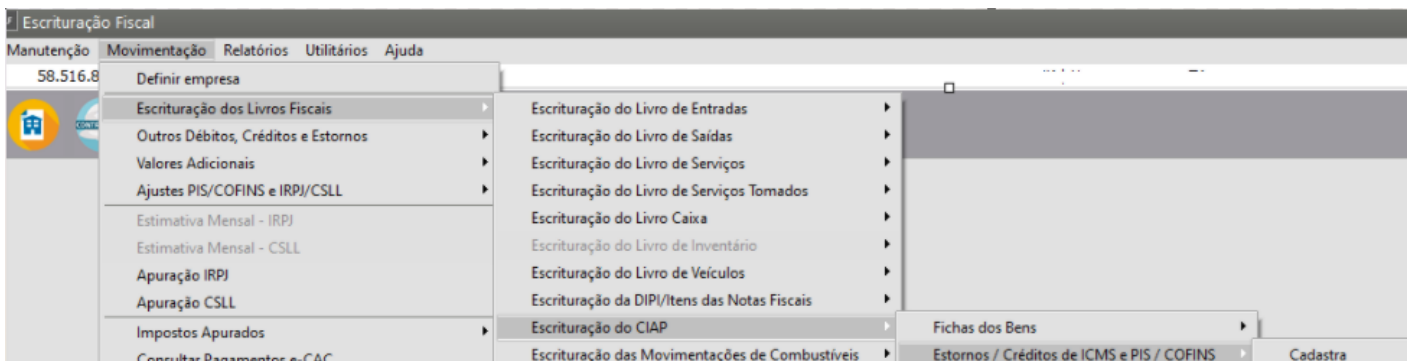 Escrituração Fiscal
Manutenção Movimentação Relatórios Utilitários Ajuda
58.516.8
Definir empresa
Escrituração dos Livros Fiscais
Outros Débitos, Créditos e Estornos
Valores Adicionais
Ajustes PIS/COFINS e IRPJ/CSLL
Estimativa Mensal - IRPJ
Estimativa Mensal - CSLL
Apuração IRPJ
Apuração CSLL
Impostos Apurados
Consultar Pagamentos e-CAC
Escrituração do Livro de Entradas
Escrituração do Livro de Saídas
Escrituração do Livro de Serviços
Escrituração do Livro de Serviços Tomados
Escrituração do Livro Caixa
Escrituração do Livro de Inventário
Escrituração do Livro de Veículos
Escrituração da DIPI/Itens das Notas Fiscais
Escrituração do CIAP
Escrituração das Movimentações de Combustíveis
Fichas dos Bens
Estornos / Créditos de ICMS e PIS / COFINS
Cadastra